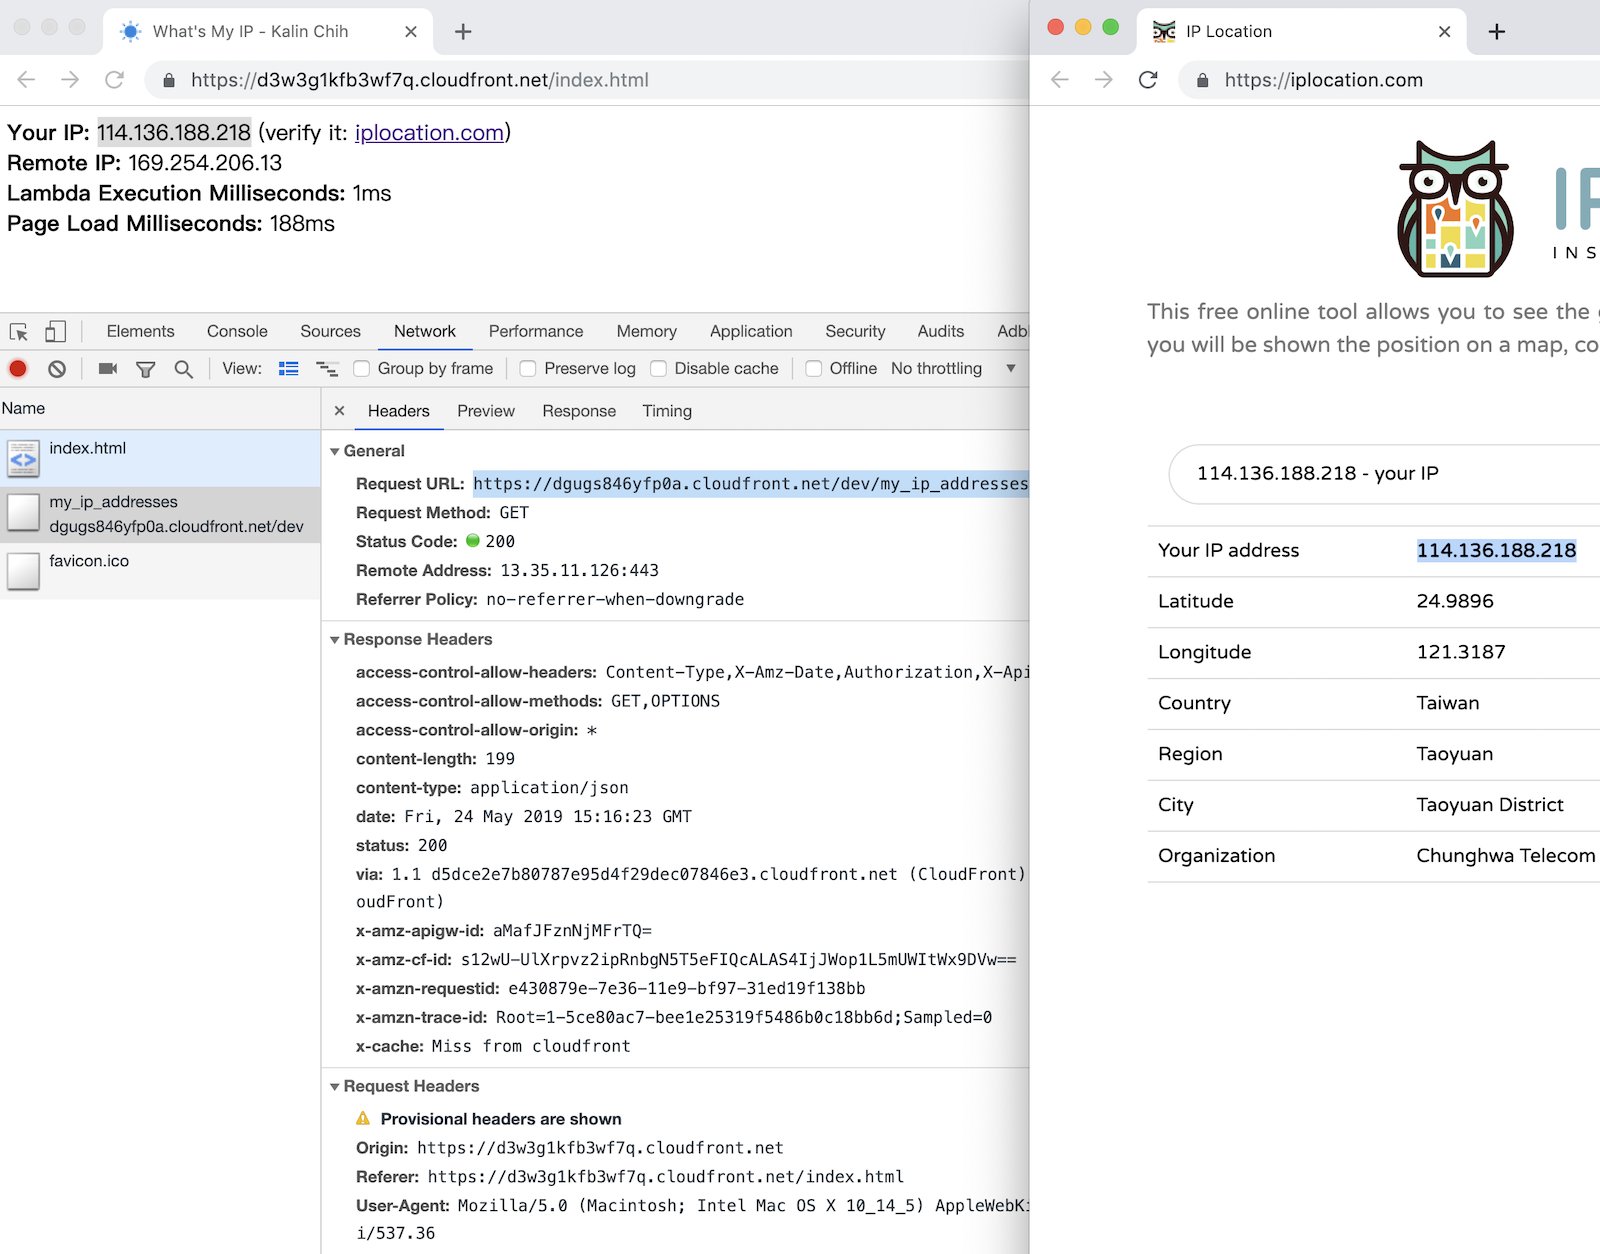 What's My IP - Kalin Chih
https://d3w3g1kfb3wf7q.cloudfront.net/index.html
Your IP: 114.136.188.218 (verify it: iplocation.com)
Remote IP: 169.254.206.13
Lambda Execution Milliseconds: 1ms
Page Load Milliseconds: 188ms
Elements Console Sources Network Performance Memory Application Security Audits Adbl
View: Group by frame Preserve log Disable cache Offline No throttling
Name
index.html
my_ip_addresses
dgugs846yfp0a.cloudfront.net/dev
favicon.ico
Headers Preview Response Timing
General
Request URL: https://dgugs846yfp0a.cloudfront.net/dev/my_ip_addresses
Request Method: GET
Status Code: 200
Remote Address: 13.35.11.126:443
Referrer Policy: no-referrer-when-downgrade
Response Headers
access-control-allow-headers: Content-Type,X-Amz-Date,Authorization,X-Api
access-control-allow-methods: GET,OPTIONS
access-control-allow-origin: *
content-length: 199
content-type: application/json
date: Fri, 24 May 2019 15:16:23 GMT
status: 200
via: 1.1 d5dce2e7b80787e95d4f29dec07846e3.cloudfront.net (CloudFront)
oudFront)
x-amz-apigw-id: aMafJFznNjMFrTQ=
x-amz-cf-id: s12wU-UlXrpvz2ipRnbgN5T5eFIQcALAS4IjJWop1L5mUWItWx9DVw==
x-amzn-requestid: e430879e-7e36-11e9-bf97-31ed19f138bb
x-amzn-trace-id: Root=1-5ce80ac7-bee1e25319f5486b0c18bb6d;Sampled=0
x-cache: Miss from cloudfront
Request Headers
Provisional headers are shown
Origin: https://d3w3g1kfb3wf7q.cloudfront.net
Referer: https://d3w3g1kfb3wf7q.cloudfront.net/index.html
User-Agent: Mozilla/5.0 (Macintosh; Intel Mac OS X 10_14_5) AppleWebKi
i/537.36
IP Location
https://iplocation.com
IP
INS
This free online tool allows you to see the
you will be shown the position on a map, co
114.136.188.218 - your IP
Your IP address 114.136.188.218
Latitude 24.9896
Longitude 121.3187
Country Taiwan
Region Taoyuan
City Taoyuan District
Organization Chunghwa Telecom